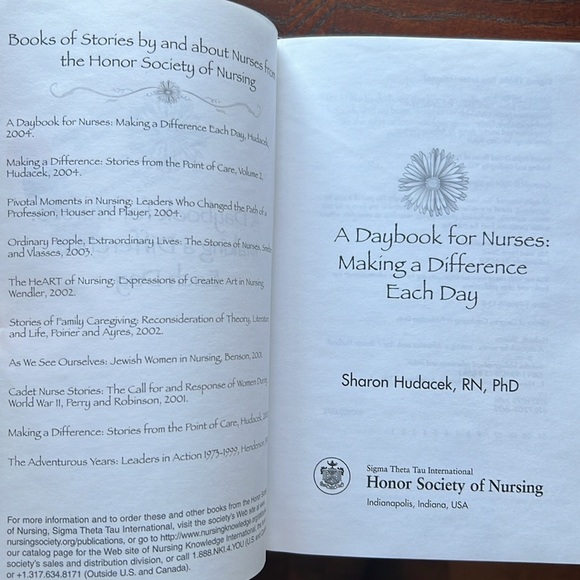 Books of Stories by and about Nurses from
the Honor Society of Nursing
A Daybook for Nurses: Making a Difference Each Day, Hudacek,
2004.
Making a Difference: Stories from the Point of Care, Volume 2,
Hudacek, 2004.
Pivotal Moments in Nursing: Leaders Who Changed the Path of a
Profession, Houser and Player, 2004.
Ordinary People, Extraordinary Lives: The Stories of Nurses,
and Vlasses, 2003.
The HeART of Nursing: Expressions of Creative Art in Nursing
Wendler, 2002.
Stories of Family Caregiving: Reconsideration of Theory,
and Life, Poirier and Ayres, 2002.
As We See Ourselves: Jewish Women in Nursing, Benson, 2001.
Cadet Nurse Stories: The Call for and Response of Women During
World War II, Perry and Robinson, 2001.
Making a Difference: Stories from the Point of Care, Hudacek,
The Adventurous Years: Leaders in Action 1973-1999,
For more information and to order these and other books from the Honor
of Nursing, Sigma Theta Tau International, visit the society's Web site at
nursingsociety.org/publications, or go to
our catalog page for the Web site of Nursing Knowledge International,
society's sales and distribution division, or call 1.888.NKI.4.YOU (U.S. and
or +1.317.634.8171 (Outside U.S. and Canada).
A Daybook for Nurses:
Making a Difference
Each Day
Sharon Hudacek, RN, PhD
Sigma Theta Tau International
Honor Society of Nursing
Indianapolis, Indiana, USA